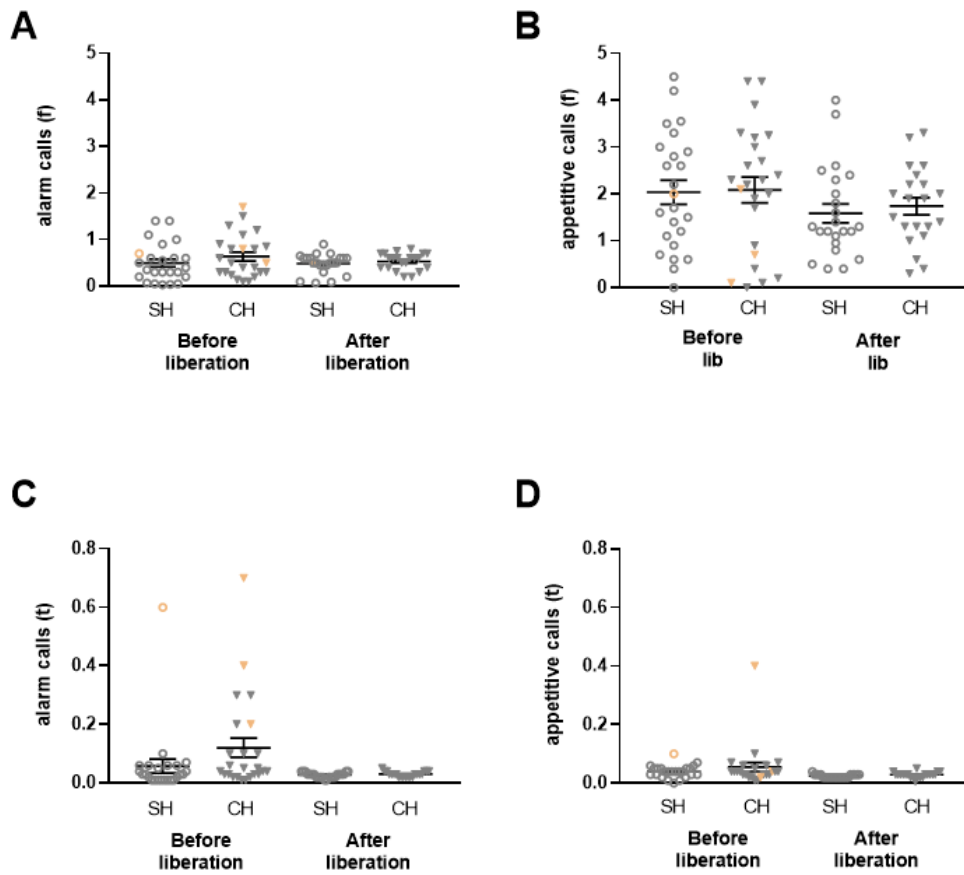 A
5
4
3
2
1
0
alarm calls (f)
SH
CH
SH
CH
Before
liberation
After
liberation
B
5
4
3
2
1
0
appetitive calls (f)
SH
CH
SH
CH
Before
lib
After
lib
C
0.8
0.6
0.4
0.2
0.0
alarm calls (t)
SH
CH
SH
CH
Before
liberation
After
liberation
D
0.8
0.6
0.4
0.2
0.0
appetitive calls (t)
SH
CH
SH
CH
Before
liberation
After
liberation